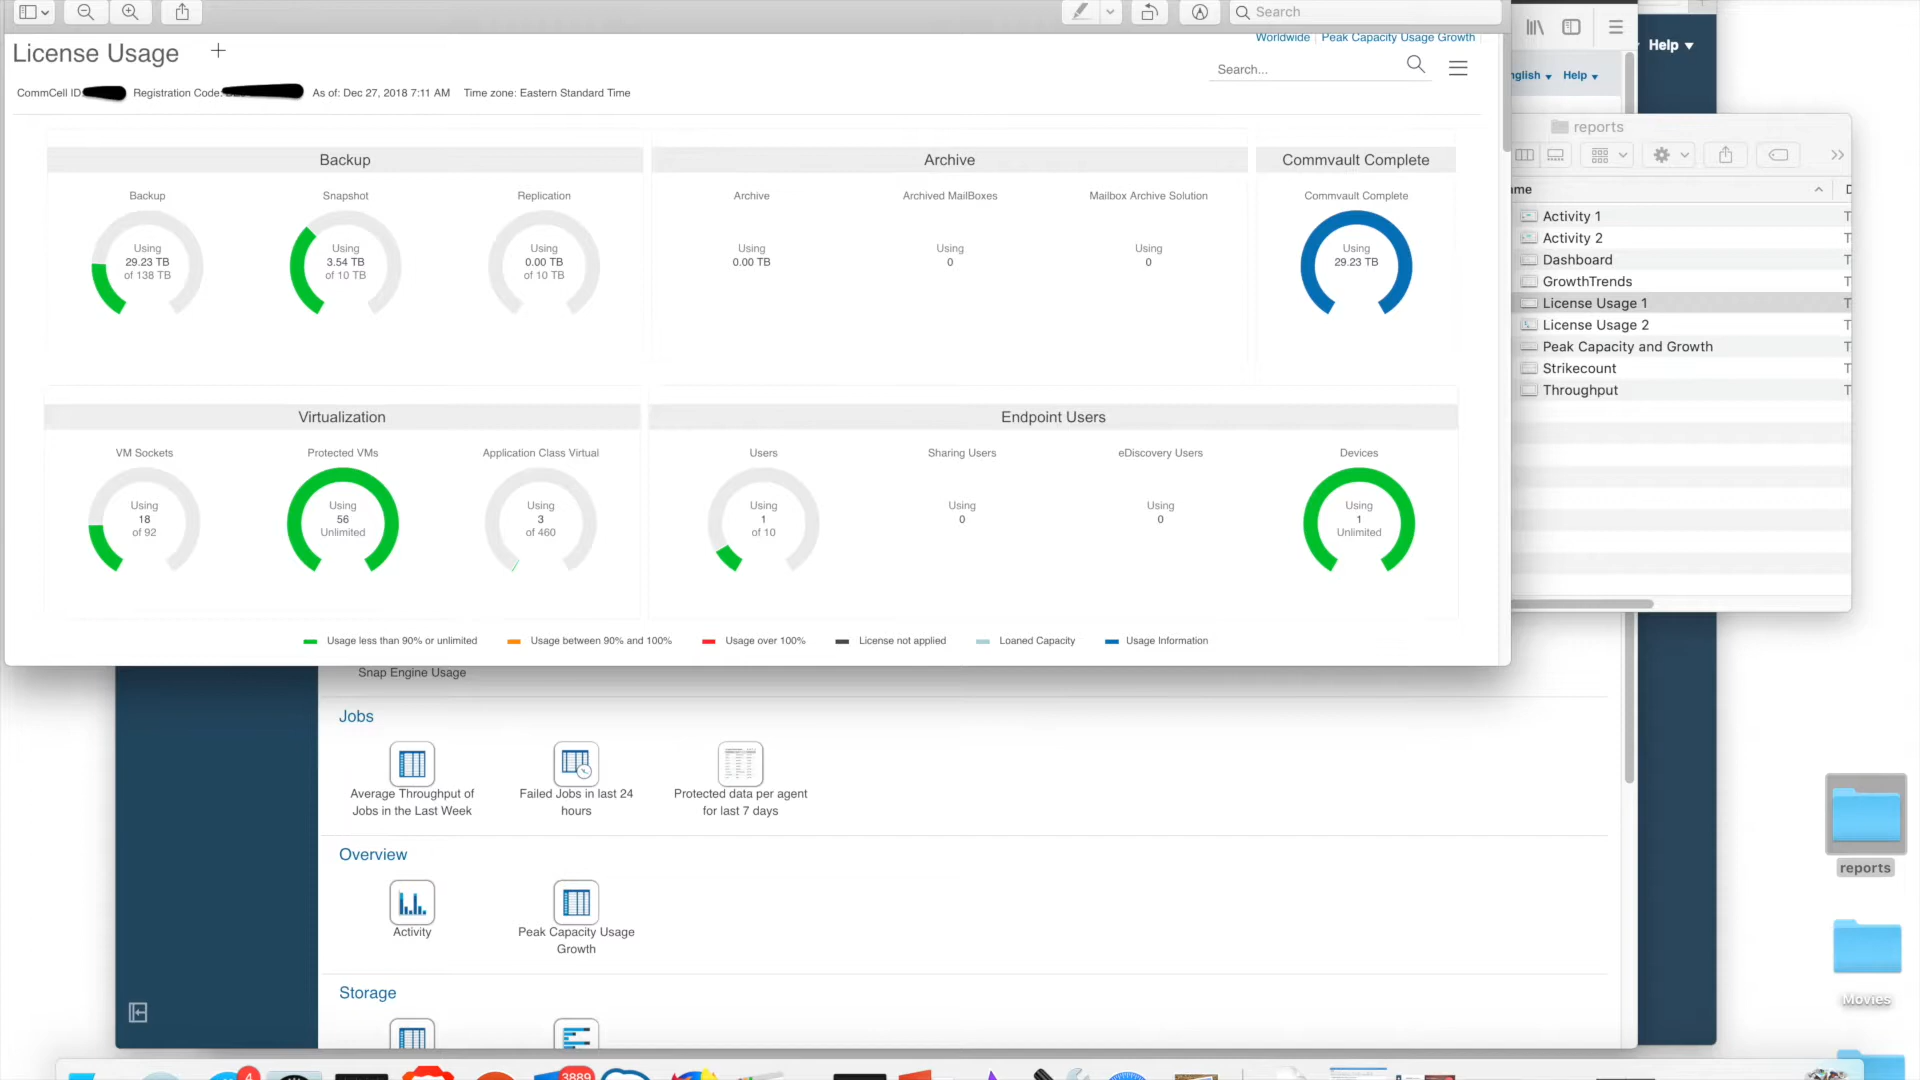 Search
License Usage
Worldwide
Peak Capacity Usage Growth
Search...
CommCell ID:
Registration Code:
As of: Dec 27, 2018 7:11 AM
Time zone: Eastern Standard Time
Backup
Archive
Commvault Complete
Backup
Snapshot
Replication
Archive
Archived MailBoxes
Mailbox Archive Solution
Commvault Complete
Using
29.23 TB
of 138 TB
Using
3.54 TB
of 10 TB
Using
0.00 TB
of 10 TB
Using
0.00 TB
Using
0
Using
0
Using
29.23 TB
Virtualization
Endpoint Users
VM Sockets
Protected VMs
Application Class Virtual
Users
Sharing Users
eDiscovery Users
Devices
Using
18
of 92
Using
56
Unlimited
Using
3
of 460
Using
1
of 10
Using
0
Using
0
Using
1
Unlimited
Usage less than 90% or unlimited
Usage between 90% and 100%
Usage over 100%
License not applied
Loaned Capacity
Usage Information
Help
nglish
Help
reports
ame
Activity 1
Activity 2
Dashboard
GrowthTrends
License Usage 1
License Usage 2
Peak Capacity and Growth
Strikecount
Throughput
Snap Engine Usage
Jobs
Average Throughput of
Jobs in the Last Week
Failed Jobs in last 24
hours
Protected data per agent
for last 7 days
Overview
Activity
Peak Capacity Usage
Growth
Storage
reports
Movies
4
3889